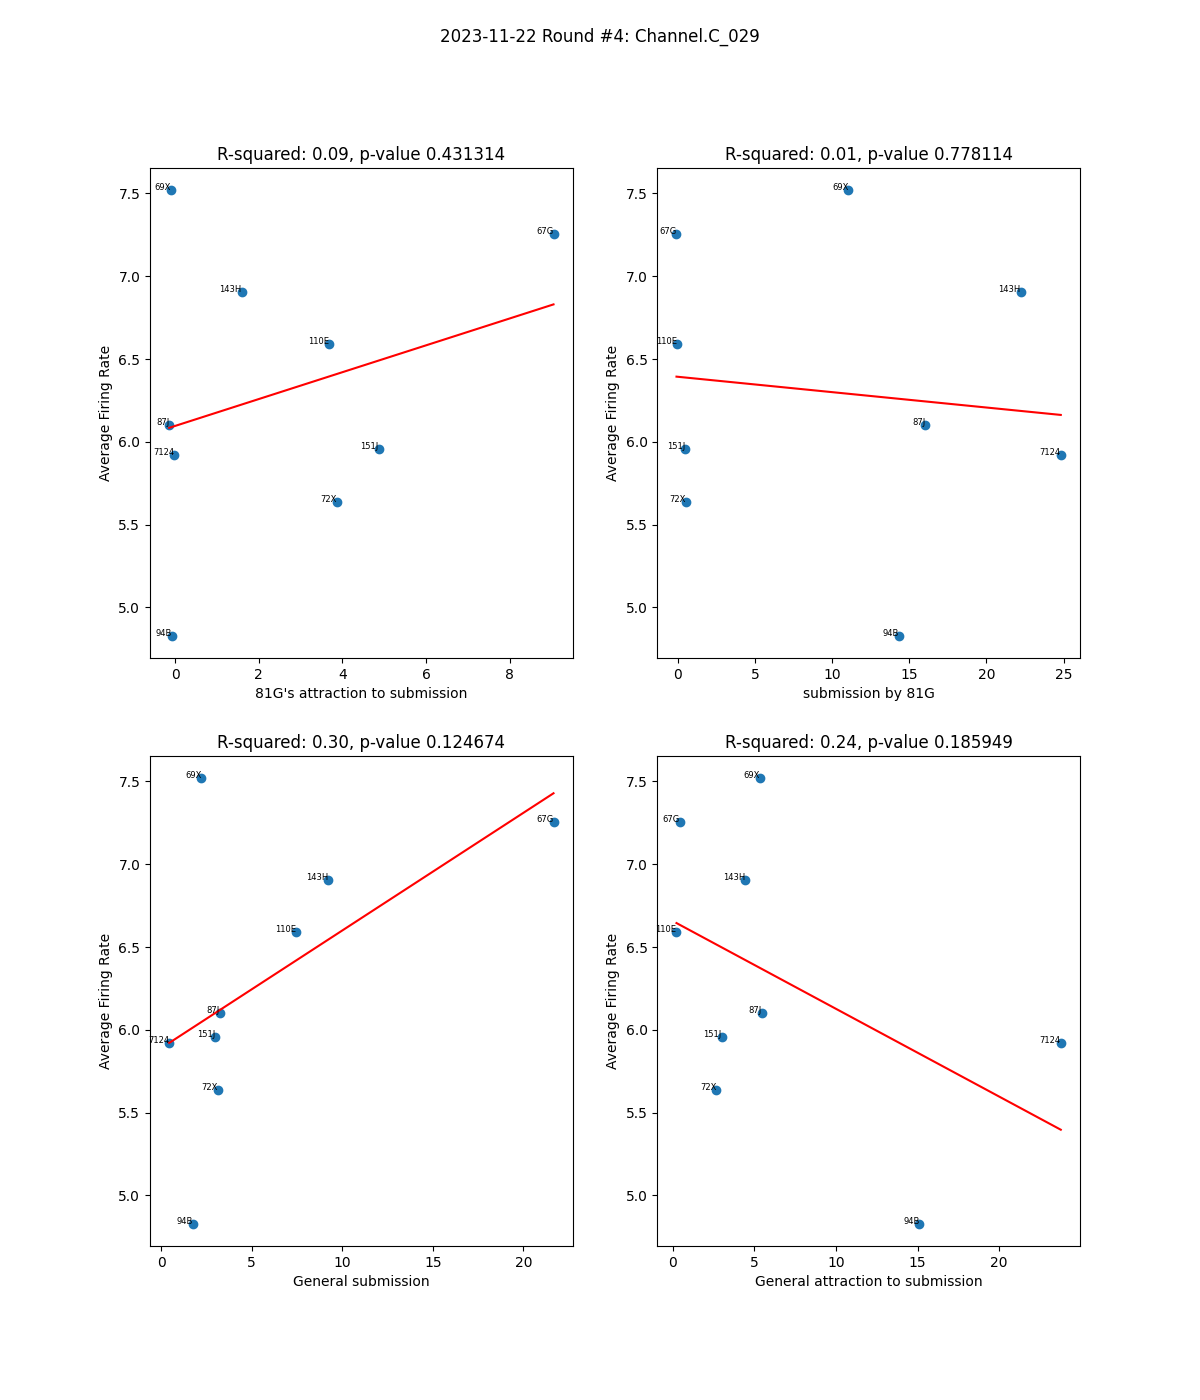 2023-11-22 Round #4: Channel.C_029
R-squared: 0.09, p-value 0.431314
7.5
7.0
6.5
6.0
5.5
5.0
Average Firing Rate
69X
67G
143H
110E
87J
7124
151J
72X
94B
0 2 4 6 8
81G's attraction to submission
R-squared: 0.01, p-value 0.778114
7.5
7.0
6.5
6.0
5.5
5.0
Average Firing Rate
69X
67G
143H
110E
87J
151J
7124
72X
94B
0 5 10 15 20 25
submission by 81G
R-squared: 0.30, p-value 0.124674
7.5
7.0
6.5
6.0
5.5
5.0
Average Firing Rate
69X
67G
143H
110E
87J
7124
151J
72X
94B
0 5 10 15 20
General submission
R-squared: 0.24, p-value 0.185949
7.5
7.0
6.5
6.0
5.5
5.0
Average Firing Rate
69X
67G
143H
110E
87J
151J
7124
72X
94B
0 5 10 15 20
General attraction to submission